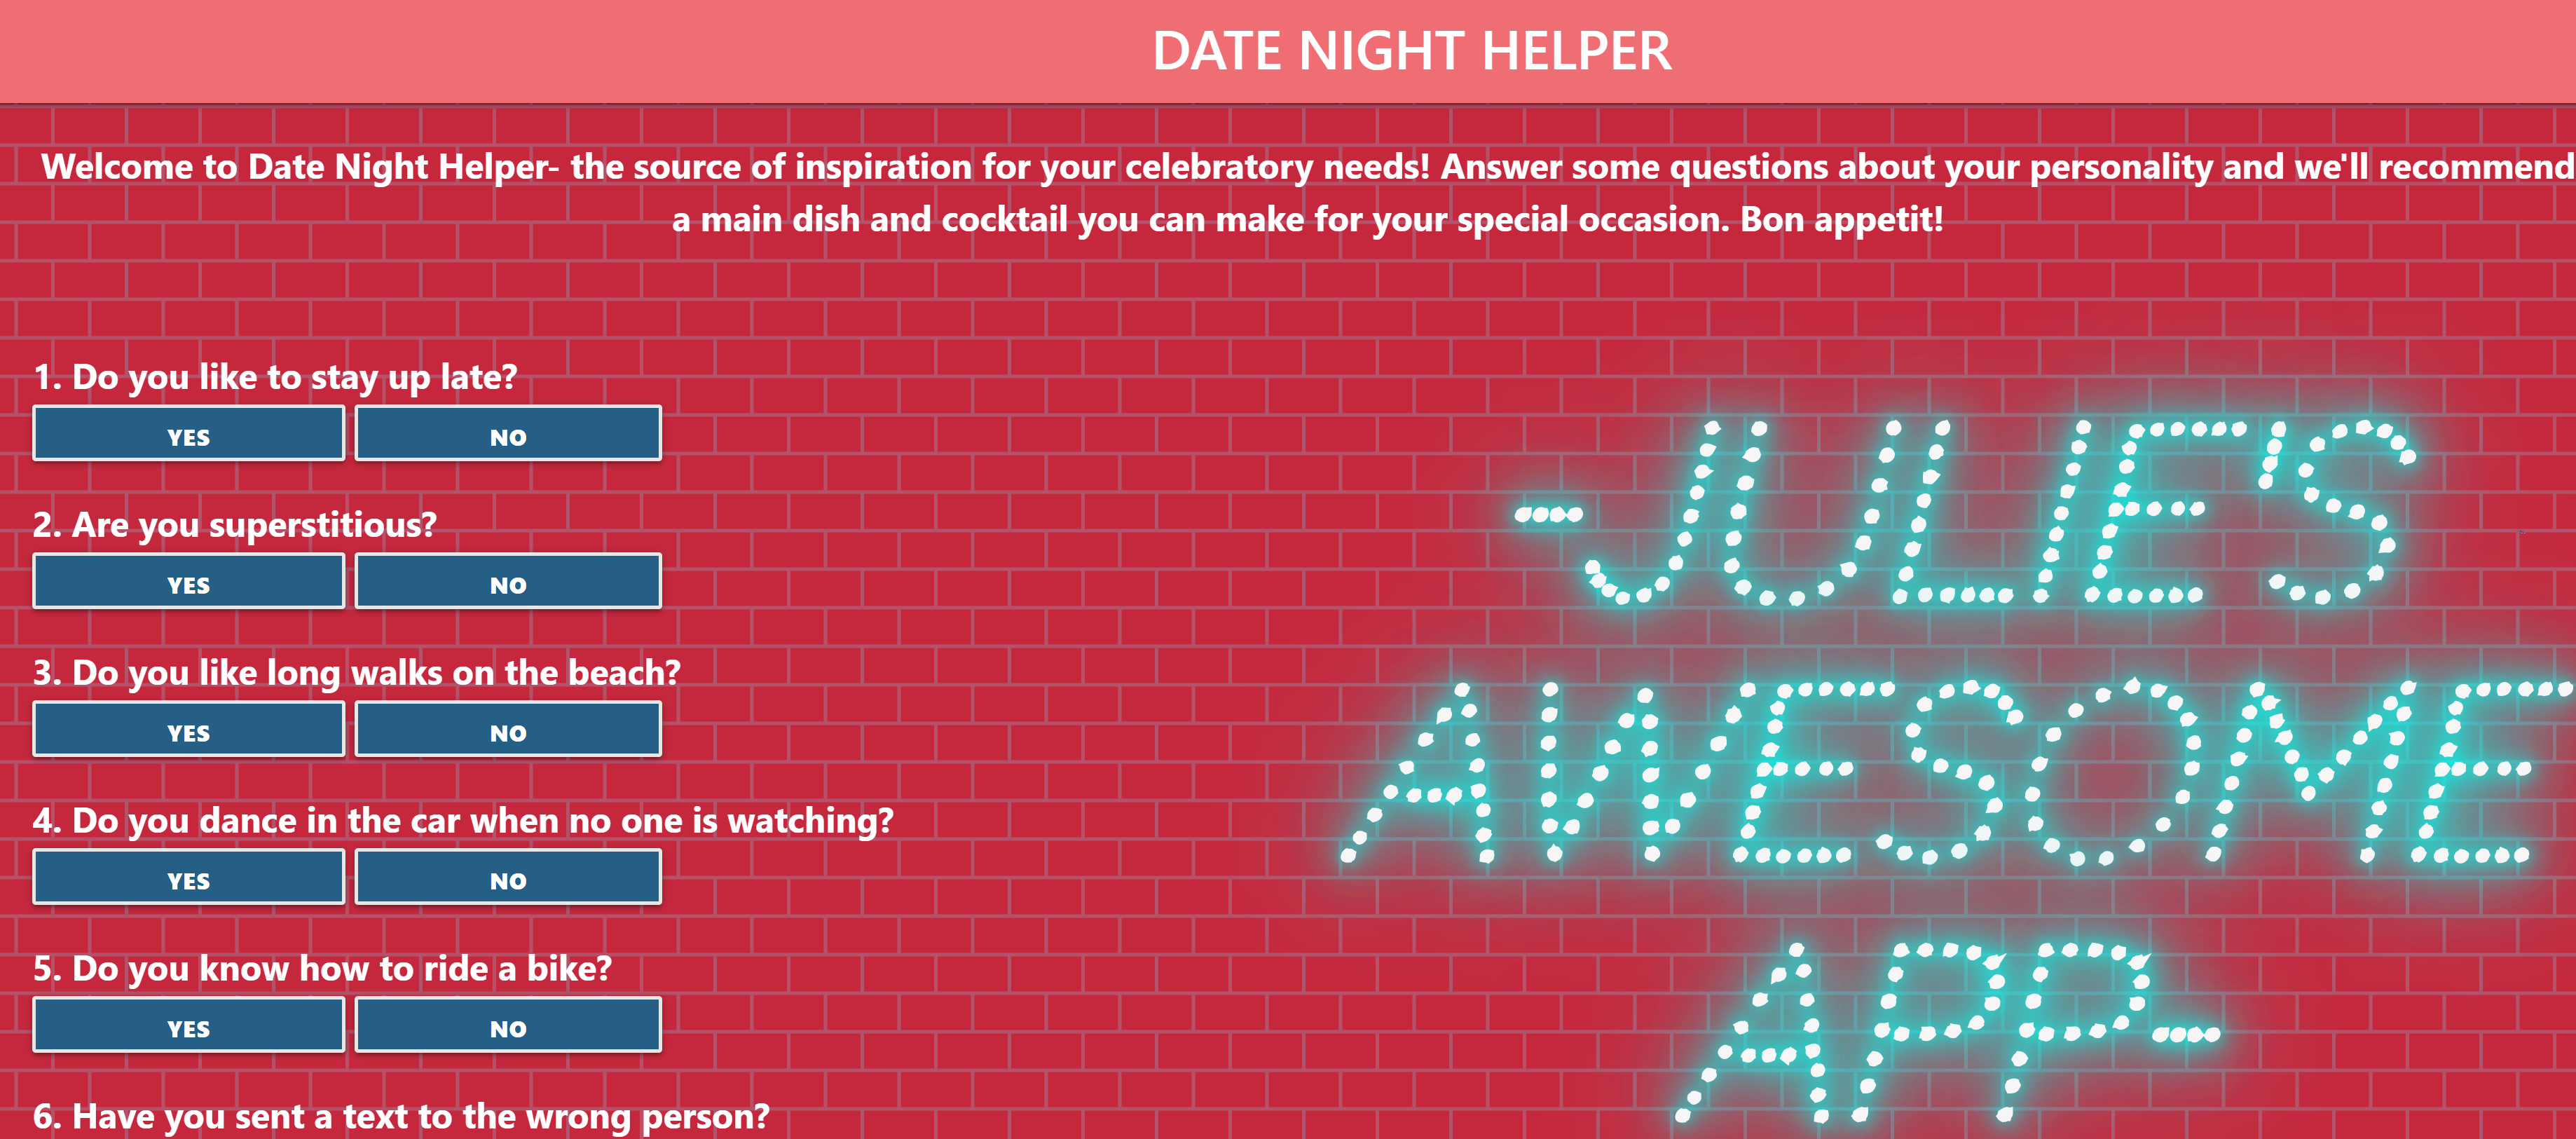 DATE NIGHT HELPER
Welcome to Date Night Helper- the source of inspiration for your celebratory needs! Answer some questions about your personality and we'll recommend
a main dish and cocktail you can make for your special occasion. Bon appetit!
1. Do you like to stay up late?
YES NO
2. Are you superstitious?
YES NO
3. Do you like long walks on the beach?
YES NO
4. Do you dance in the car when no one is watching?
YES NO
5. Do you know how to ride a bike?
YES NO
6. Have you sent a text to the wrong person?
-JULE'S
AWESOME
APP-